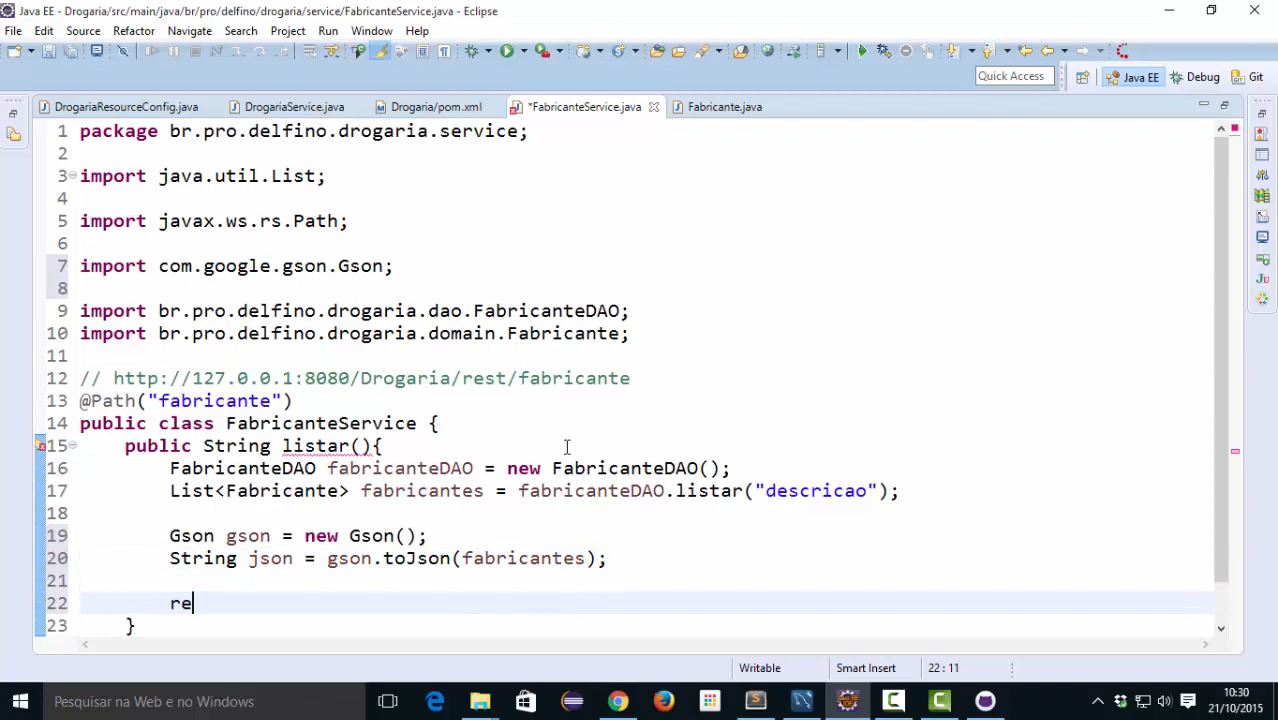 Java EE - Drogaria/src/main/java/br/pro/delfino/drogaria/service/FabricanteService.java - Eclipse
File Edit Source Refactor Navigate Search Project Run Window Help
Quick Access Java EE Debug Git
DrogariaResourceConfig.java DrogariaService.java Drogaria/pom.xml *FabricanteService.java Fabricante.java
1 package br.pro.delfino.drogaria.service;
2
3 import java.util.List;
4
5 import javax.ws.rs.Path;
6
7 import com.google.gson.Gson;
8
9 import br.pro.delfino.drogaria.dao.FabricanteDAO;
10 import br.pro.delfino.drogaria.domain.Fabricante;
11
12 // http://127.0.0.1:8080/Drogaria/rest/fabricante
13 @Path("fabricante")
14 public class FabricanteService {
15 public String listar(){
16 FabricanteDAO fabricanteDAO = new FabricanteDAO();
17 List<Fabricante> fabricantes = fabricanteDAO.listar("descricao");
18
19 Gson gson = new Gson();
20 String json = gson.toJson(fabricantes);
21
22 re
23 }
Writable Smart Insert 22 : 11
Pesquisar na Web e no Windows
10:30
21/10/2015